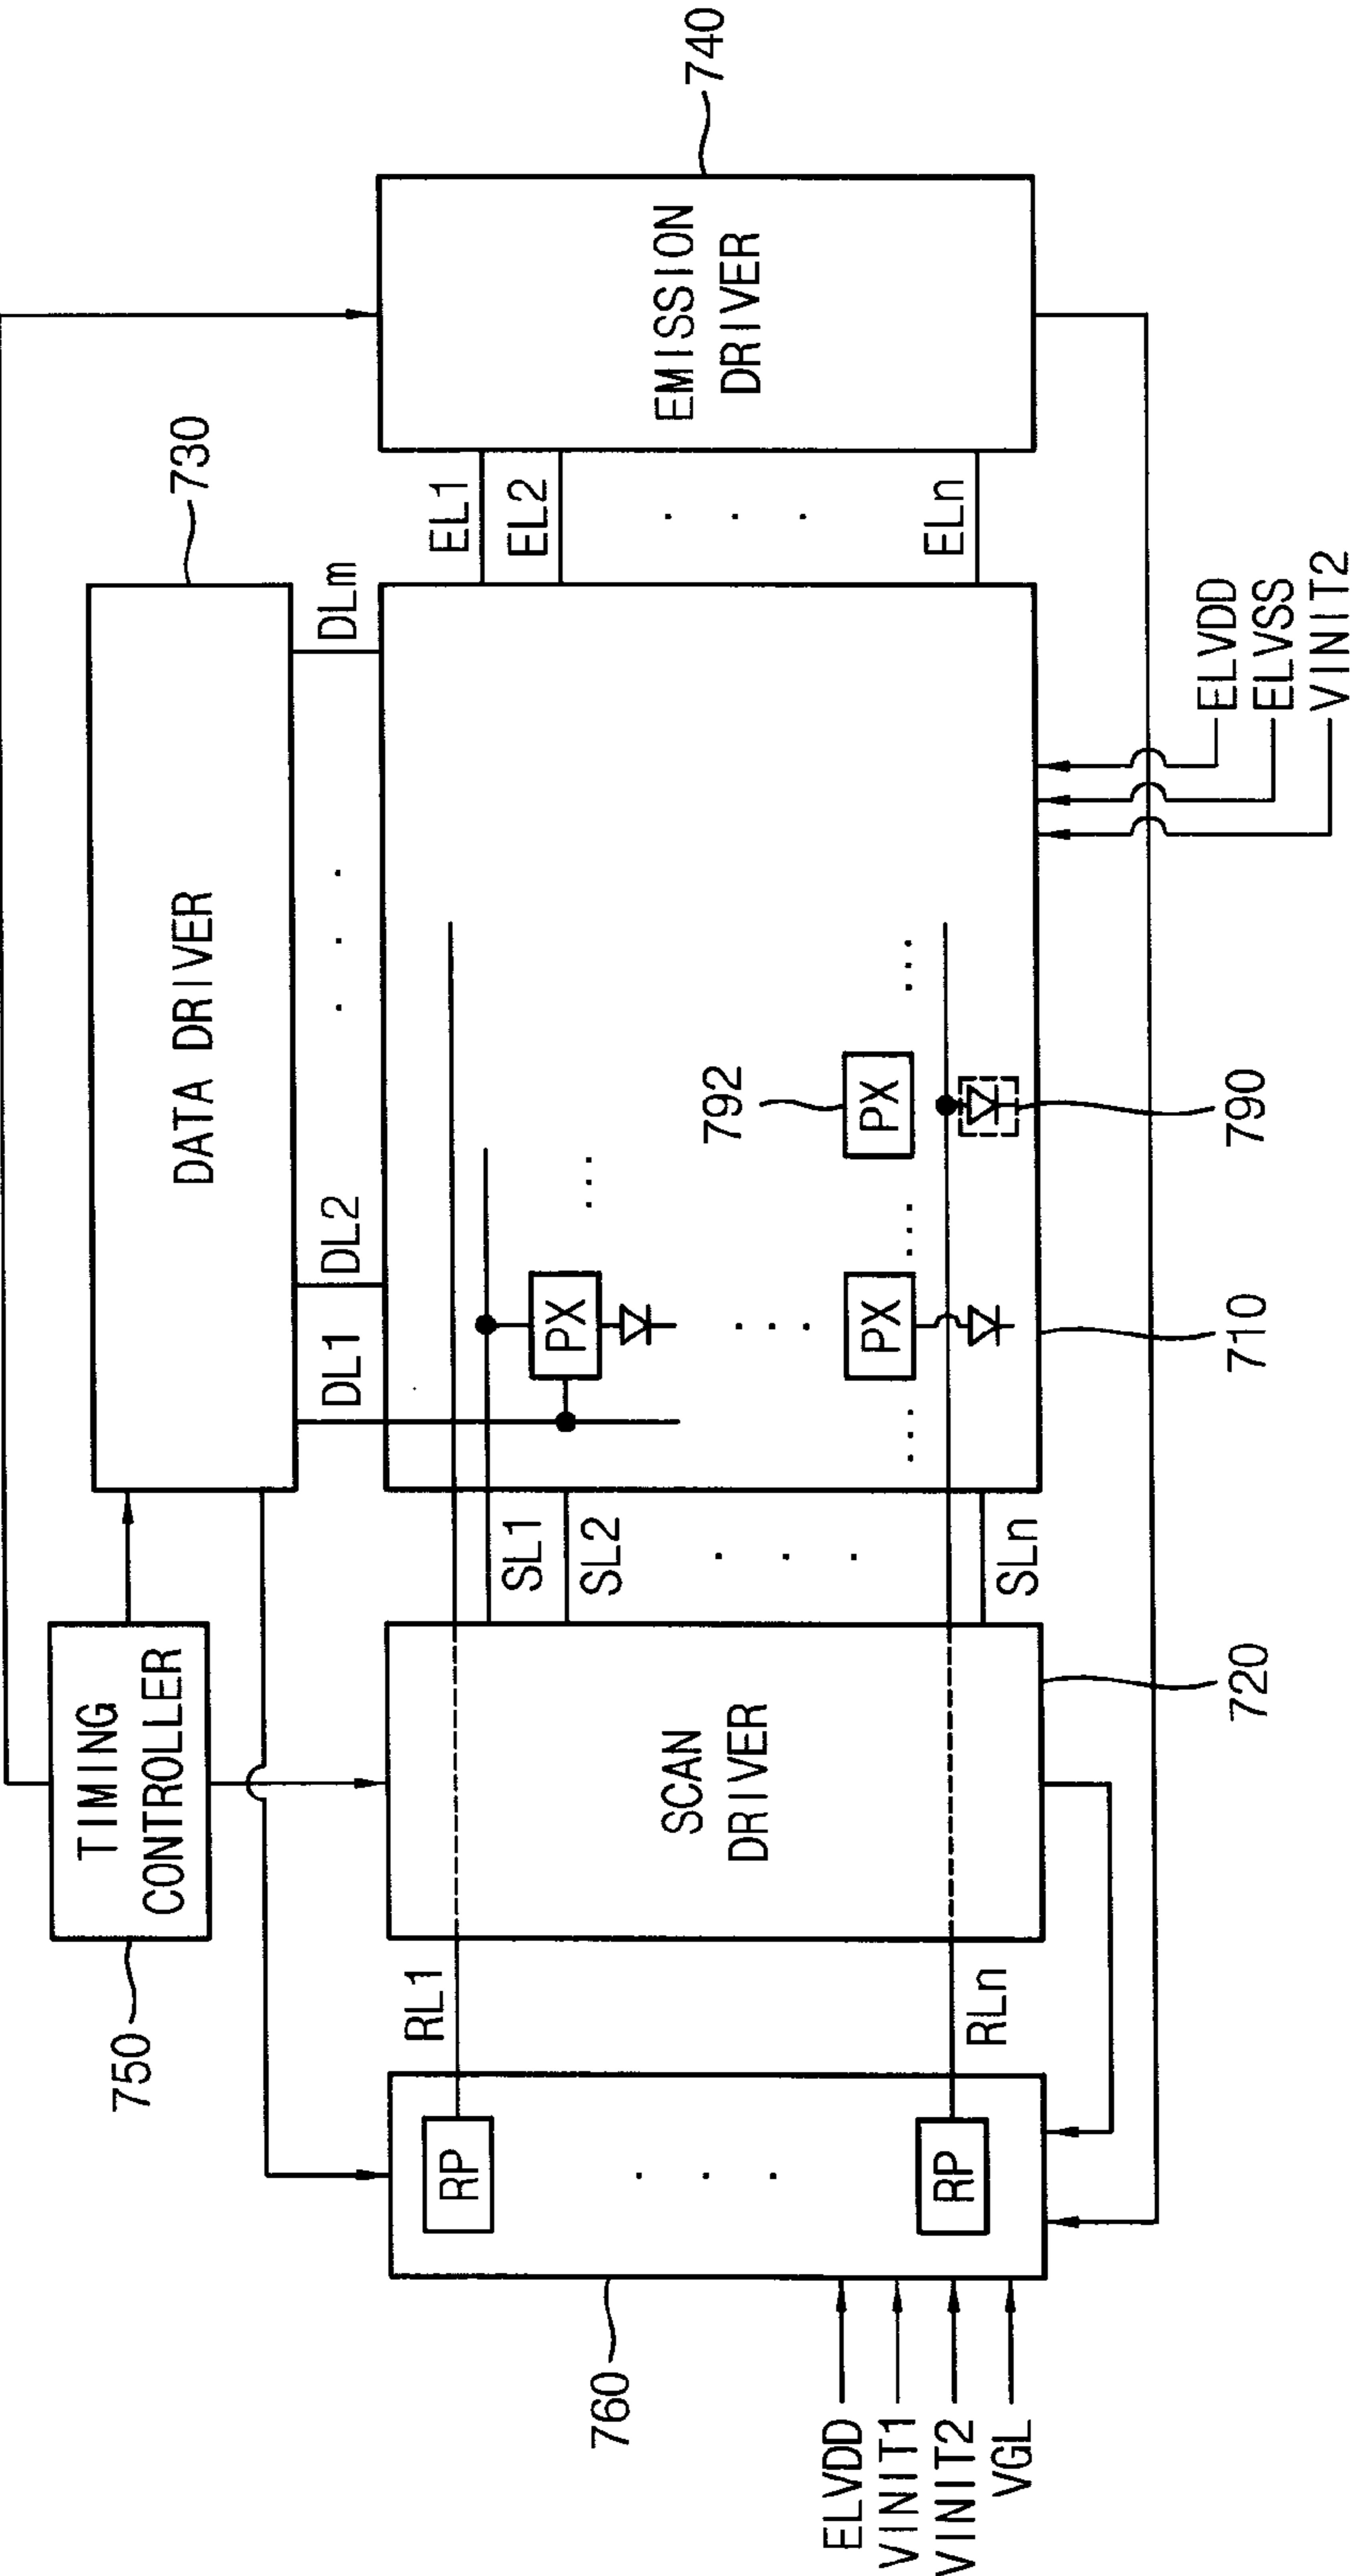 750
TIMING
CONTROLLER
DATA DRIVER
730
DL1
DL2
. . .
DLm
760
RP
. . .
RP
RL1
RLn
SCAN
DRIVER
720
SL1
SL2
. . .
SLn
PX
...
. . .
...
PX
...
792
PX
...
790
710
EL1
EL2
. . .
ELn
EMISSION
DRIVER
740
ELVDD
VINIT1
VINIT2
VGL
ELVDD
ELVSS
VINIT2